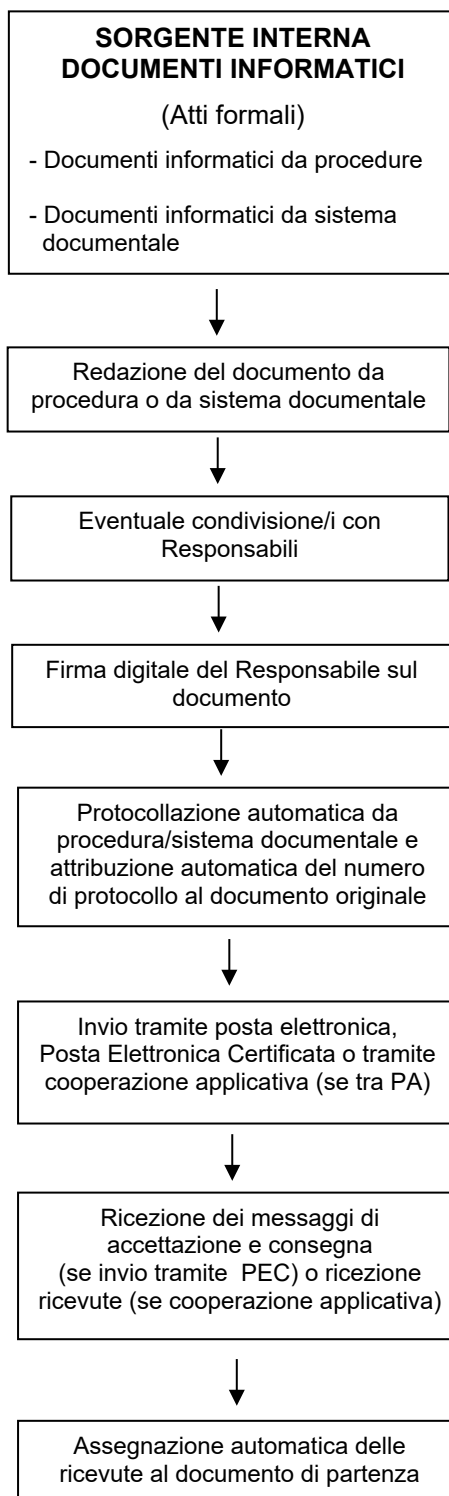 SORGENTE INTERNA
DOCUMENTI INFORMATICI
(Atti formali)
- Documenti informatici da procedure
- Documenti informatici da sistema
documentale
Redazione del documento da
procedura o da sistema documentale
Eventuale condivisione/i con
Responsabili
Firma digitale del Responsabile sul
documento
Protocollazione automatica da
procedura/sistema documentale e
attribuzione automatica del numero
di protocollo al documento originale
Invio tramite posta elettronica,
Posta Elettronica Certificata o tramite
cooperazione applicativa (se tra PA)
Ricezione dei messaggi di
accettazione e consegna
(se invio tramite PEC) o ricezione
ricevute (se cooperazione applicativa)
Assegnazione automatica delle
ricevute al documento di partenza